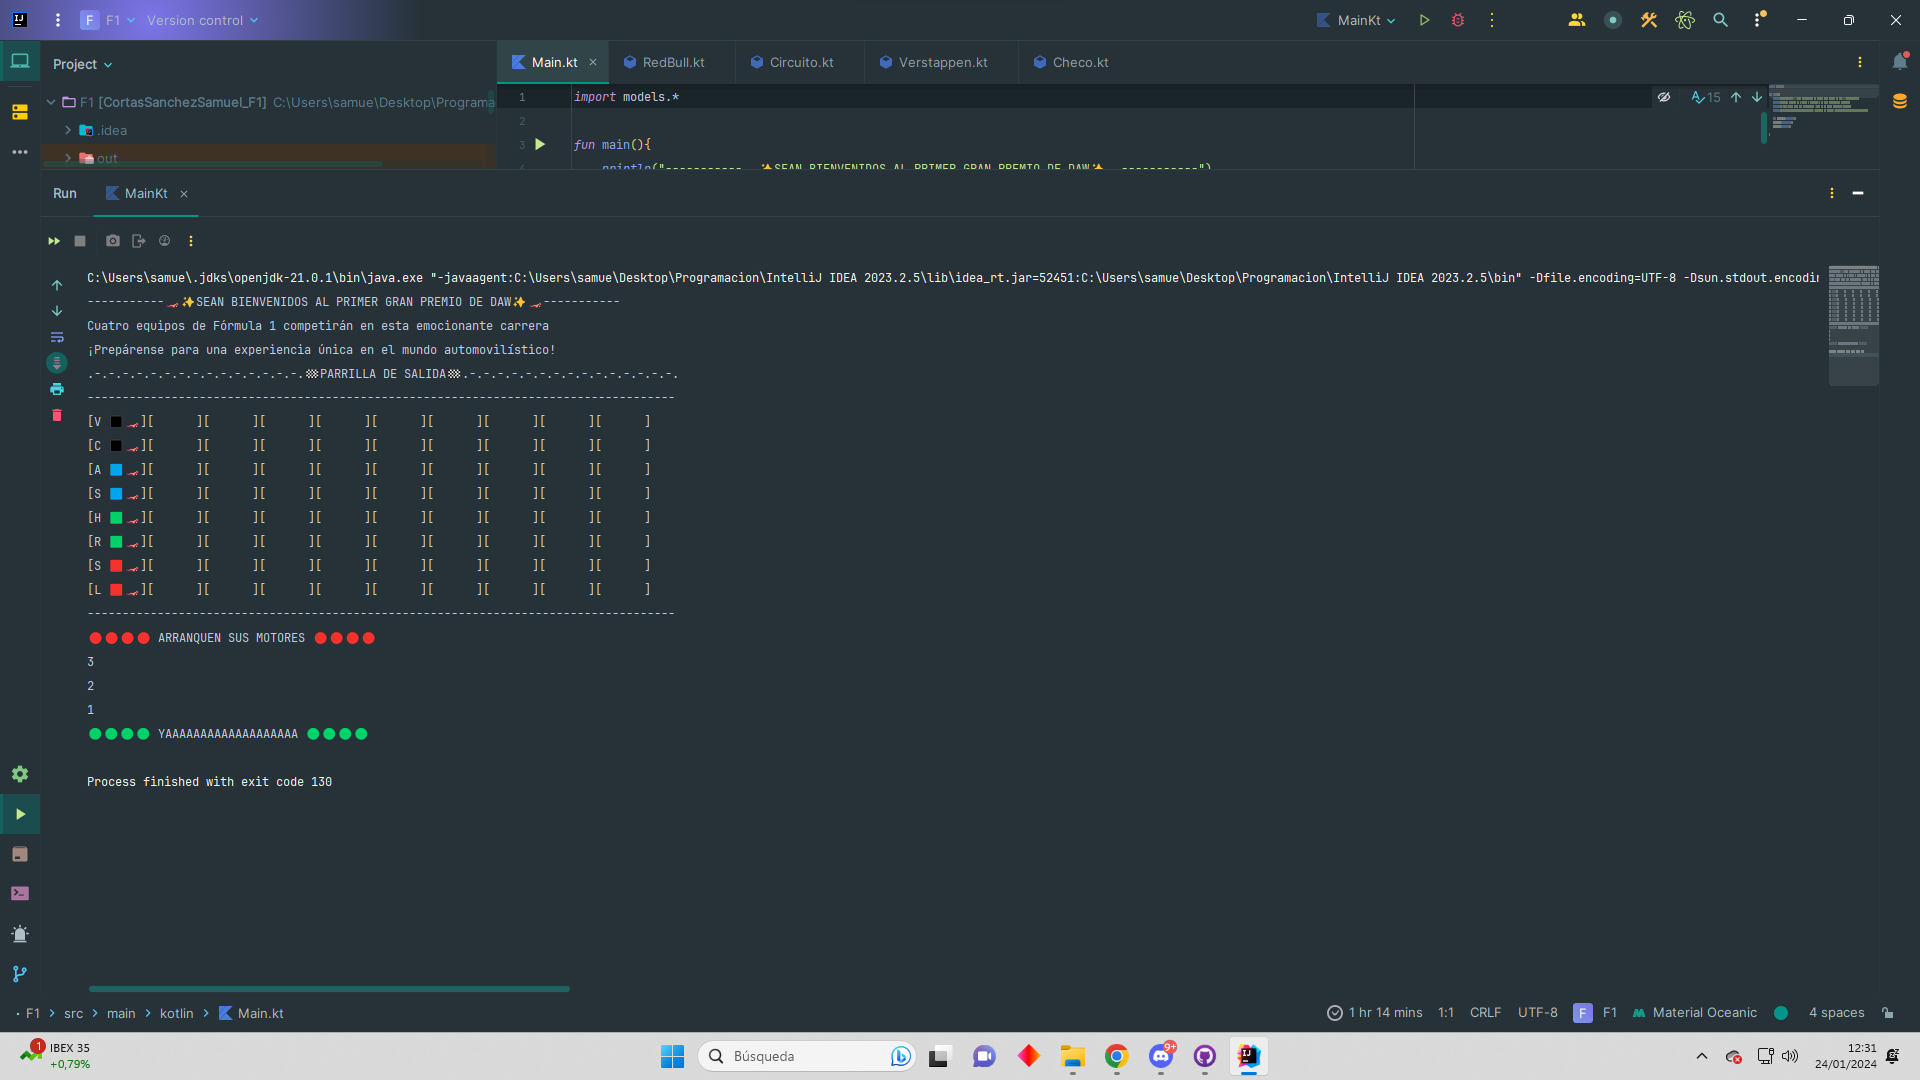 F F1 Version control MainKt
Project
Main.kt RedBull.kt Circuito.kt Verstappen.kt Checo.kt
F1 [CortasSanchezSamuel_F1] C:\Users\samue\Desktop\Programa
.idea
out
1 import models.* 15
2
3 fun main(){
4 println("----------- ✨SEAN BIENVENIDOS AL PRIMER GRAN PREMIO DE DAW✨ -----------")
Run MainKt
C:\Users\samue\.jdks\openjdk-21.0.1\bin\java.exe "-javaagent:C:\Users\samue\Desktop\Programacion\IntelliJ IDEA 2023.2.5\lib\idea_rt.jar=52451:C:\Users\samue\Desktop\Programacion\IntelliJ IDEA 2023.2.5\bin" -Dfile.encoding=UTF-8 -Dsun.stdout.encodin
-----------🏎️✨SEAN BIENVENIDOS AL PRIMER GRAN PREMIO DE DAW✨🏎️-----------
Cuatro equipos de Fórmula 1 competirán en esta emocionante carrera
¡Prepárense para una experiencia única en el mundo automovilístico!
.-.-.-.-.-.-.-.-.-.-.-.-.-.-.-.🏁PARRILLA DE SALIDA🏁.-.-.-.-.-.-.-.-.-.-.-.-.-.-.-.
------------------------------------------------------------------------------------
[V ⬛🏎️][      ][      ][      ][      ][      ][      ][      ][      ][      ]
[C ⬛🏎️][      ][      ][      ][      ][      ][      ][      ][      ][      ]
[A 🟦🏎️][      ][      ][      ][      ][      ][      ][      ][      ][      ]
[S 🟦🏎️][      ][      ][      ][      ][      ][      ][      ][      ][      ]
[H 🟩🏎️][      ][      ][      ][      ][      ][      ][      ][      ][      ]
[R 🟩🏎️][      ][      ][      ][      ][      ][      ][      ][      ][      ]
[S 🟥🏎️][      ][      ][      ][      ][      ][      ][      ][      ][      ]
[L 🟥🏎️][      ][      ][      ][      ][      ][      ][      ][      ][      ]
------------------------------------------------------------------------------------
🔴🔴🔴🔴 ARRANQUEN SUS MOTORES 🔴🔴🔴🔴
3
2
1
🟢🟢🟢🟢 YAAAAAAAAAAAAAAAAAAA 🟢🟢🟢🟢
Process finished with exit code 130
F1 > src > main > kotlin > Main.kt 1 hr 14 mins 1:1 CRLF UTF-8 F F1 Material Oceanic 4 spaces
1 IBEX 35
+0,79%
Búsqueda
9+
12:31
24/01/2024